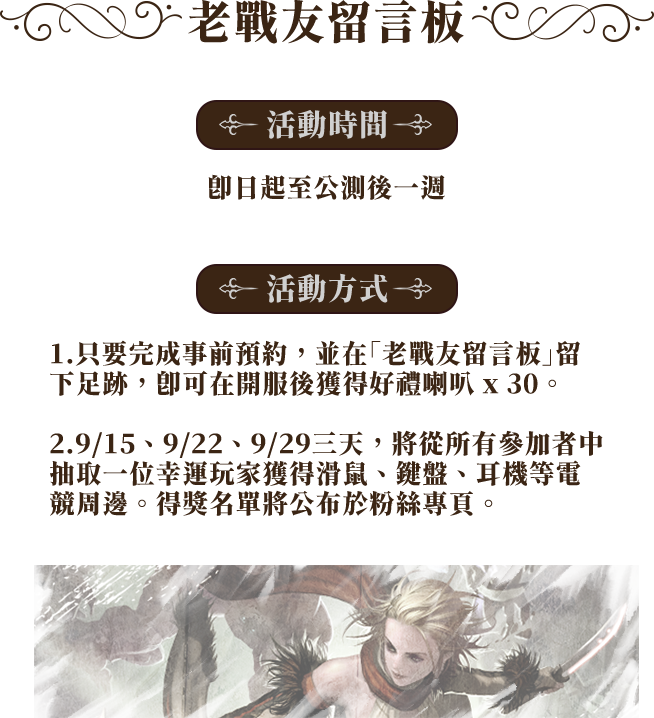 老戰友留言板
活動時間
即日起至公測後一週
活動方式
1.只要完成事前預約，並在「老戰友留言板」留
下足跡，即可在開服後獲得好禮喇叭 x 30。
2.9/15、9/22、9/29三天，將從所有參加者中
抽取一位幸運玩家獲得滑鼠、鍵盤、耳機等電
競周邊。得獎名單將公布於粉絲專頁。